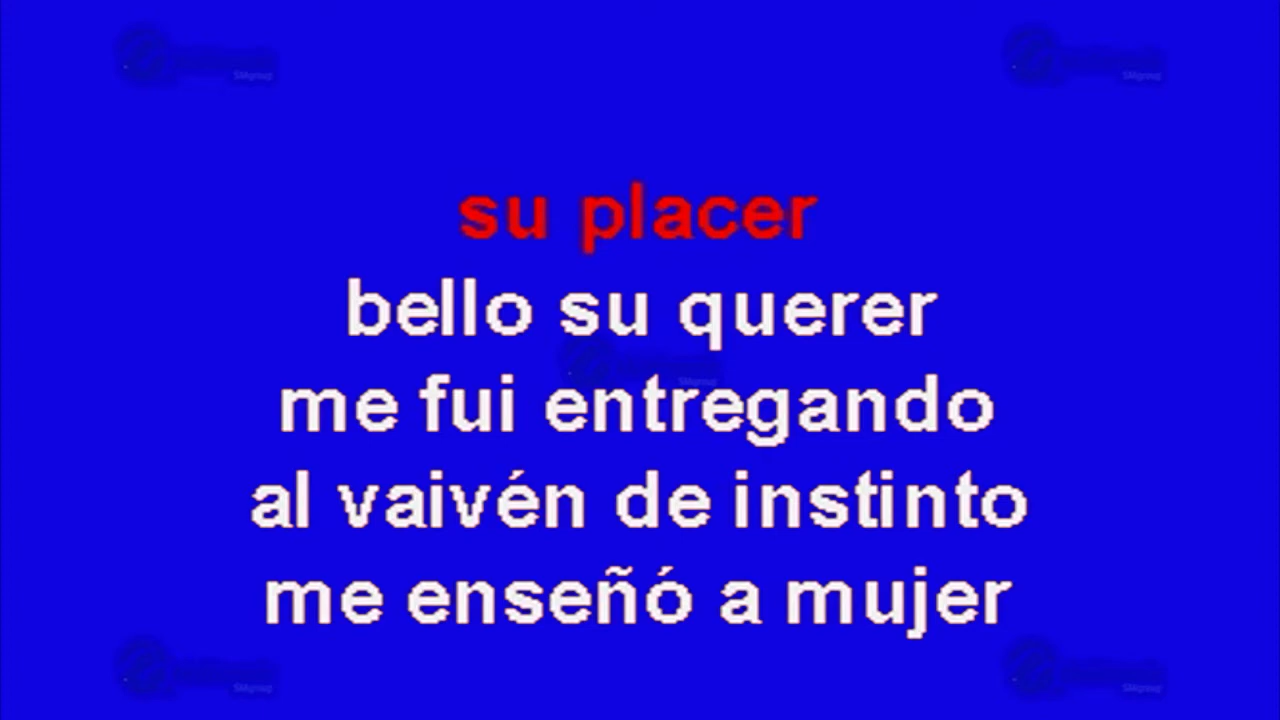 su placer
bello su querer
me fui entregando
al vaivén de instinto
me enseñó a mujer